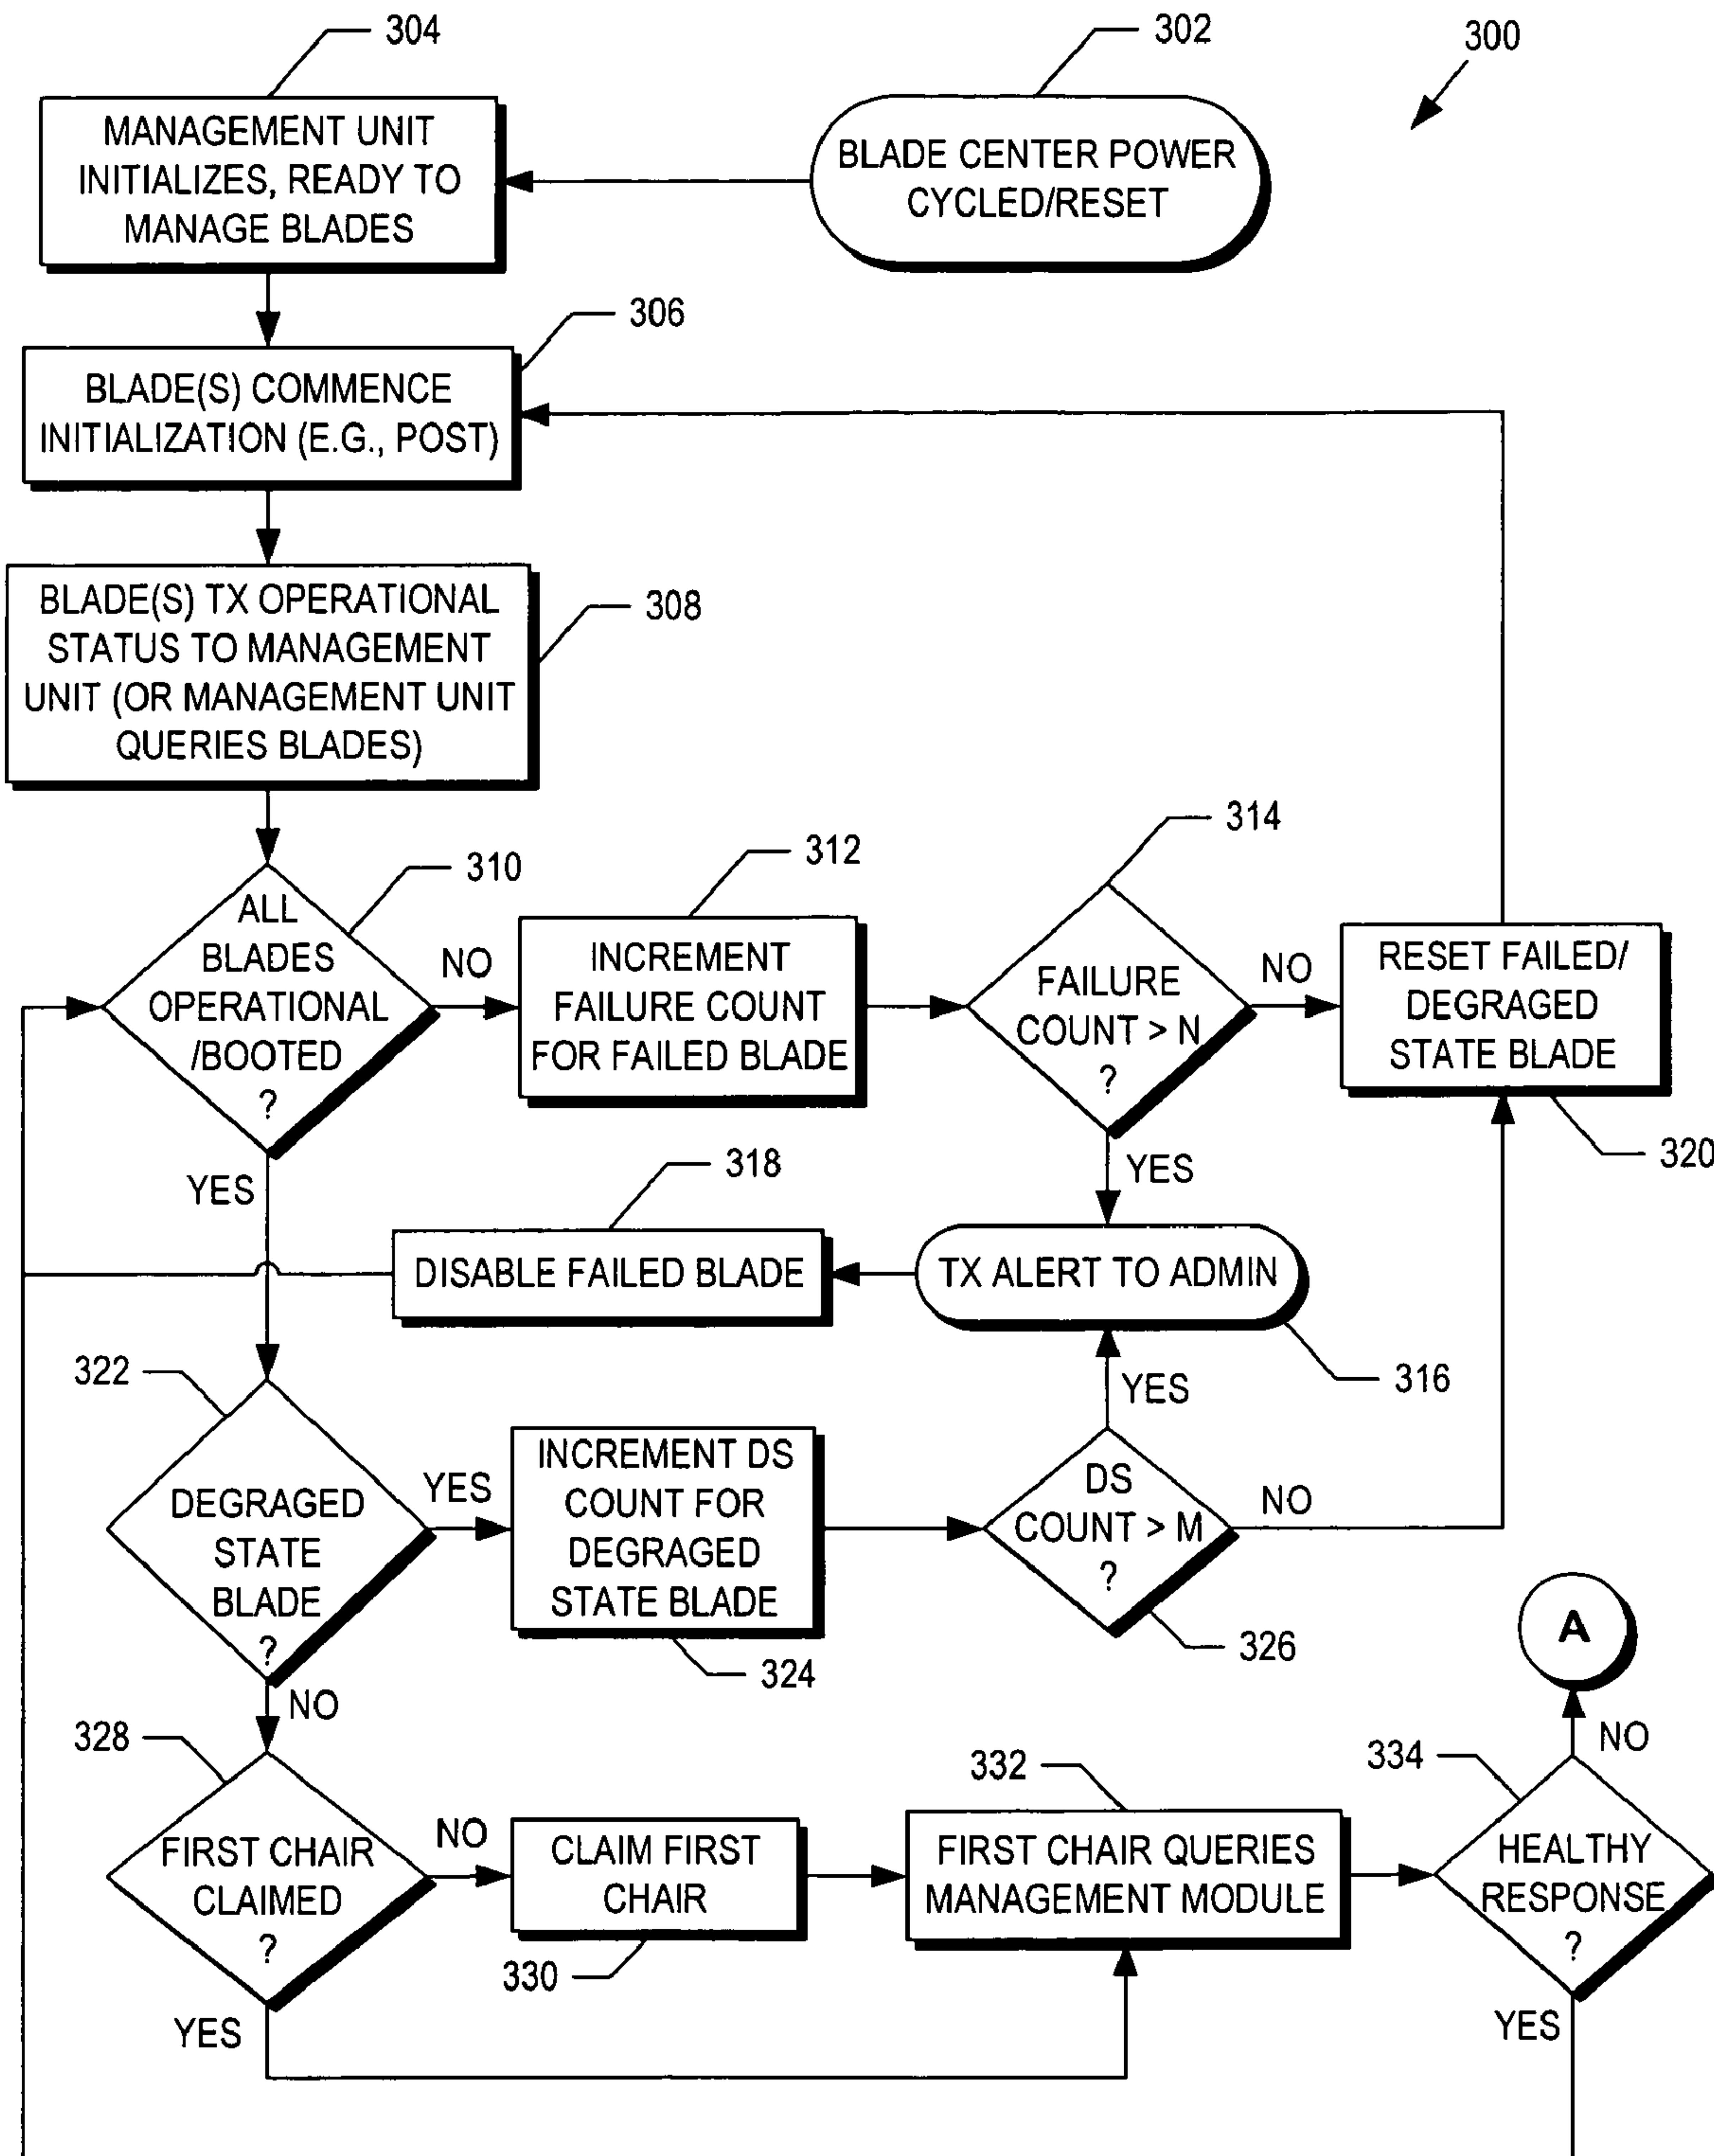 304
302
300
MANAGEMENT UNIT
INITIALIZES, READY TO
MANAGE BLADES
BLADE CENTER POWER
CYCLED/RESET
306
BLADE(S) COMMENCE
INITIALIZATION (E.G., POST)
BLADE(S) TX OPERATIONAL
STATUS TO MANAGEMENT
UNIT (OR MANAGEMENT UNIT
QUERIES BLADES)
308
310
312
314
ALL
BLADES
OPERATIONAL
/BOOTED
?
NO
INCREMENT
FAILURE COUNT
FOR FAILED BLADE
FAILURE
COUNT > N
?
NO
RESET FAILED/
DEGRAGED
STATE BLADE
320
YES
YES
318
DISABLE FAILED BLADE
TX ALERT TO ADMIN
316
322
DEGRAGED
STATE
BLADE
?
YES
INCREMENT DS
COUNT FOR
DEGRAGED
STATE BLADE
324
YES
DS
COUNT > M
?
NO
326
A
NO
NO
328
FIRST CHAIR
CLAIMED
?
NO
CLAIM FIRST
CHAIR
330
332
FIRST CHAIR QUERIES
MANAGEMENT MODULE
334
HEALTHY
RESPONSE
?
YES
YES